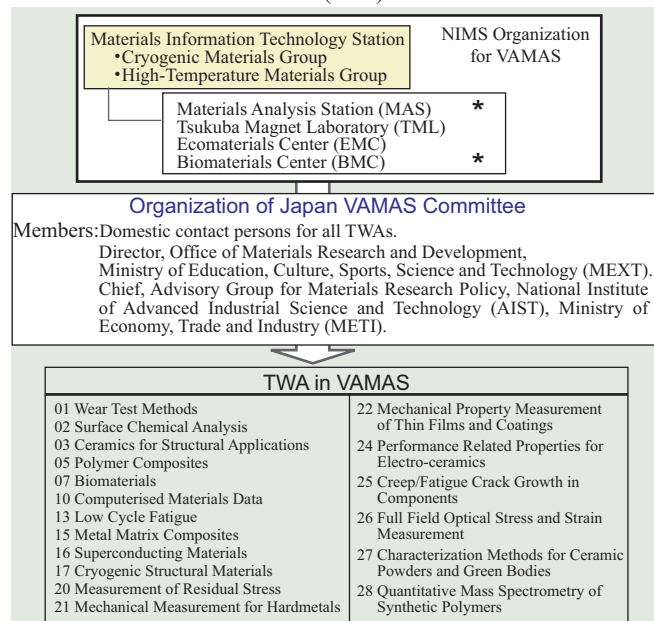 Materials Information Technology Station
•Cryogenic Materials Group
•High-Temperature Materials Group
NIMS Organization
for VAMAS
Materials Analysis Station (MAS) *
Tsukuba Magnet Laboratory (TML)
Ecomaterials Center (EMC)
Biomaterials Center (BMC) *
Organization of Japan VAMAS Committee
Members:Domestic contact persons for all TWAs.
Director, Office of Materials Research and Development,
Ministry of Education, Culture, Sports, Science and Technology (MEXT).
Chief, Advisory Group for Materials Research Policy, National Institute
of Advanced Industrial Science and Technology (AIST), Ministry of
Economy, Trade and Industry (METI).
TWA in VAMAS
01 Wear Test Methods
02 Surface Chemical Analysis
03 Ceramics for Structural Applications
05 Polymer Composites
07 Biomaterials
10 Computerised Materials Data
13 Low Cycle Fatigue
15 Metal Matrix Composites
16 Superconducting Materials
17 Cryogenic Structural Materials
20 Measurement of Residual Stress
21 Mechanical Measurement for Hardmetals
22 Mechanical Property Measurement
of Thin Films and Coatings
24 Performance Related Properties for
Electro-ceramics
25 Creep/Fatigue Crack Growth in
Components
26 Full Field Optical Stress and Strain
Measurement
27 Characterization Methods for Ceramic
Powders and Green Bodies
28 Quantitative Mass Spectrometry of
Synthetic Polymers